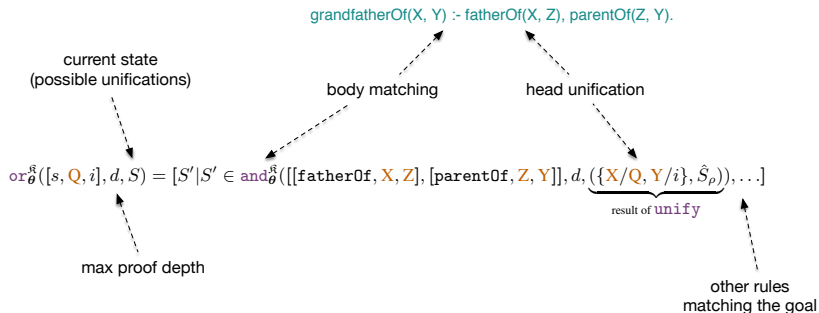 grandfatherOf(X, Y) :- fatherOf(X, Z), parentOf(Z, Y).
current state
(possible unifications)
body matching
head unification
or^𝔎_θ([s, Q, i], d, S) = [S′|S′ ∈ and^𝔎_θ([[fatherOf, X, Z], [parentOf, Z, Y]], d, ({X/Q, Y/i}, Ŝ_ρ)), …]
result of unify
max proof depth
other rules
matching the goal